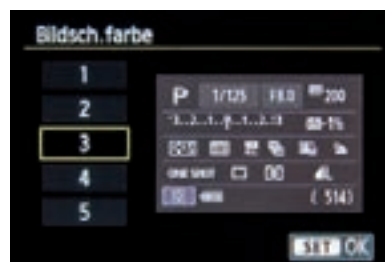 Bildsch.farbe
1
2
3
4
5
P 1/125 F8.0 200
ONE SHOT L
( 514)
SET OK